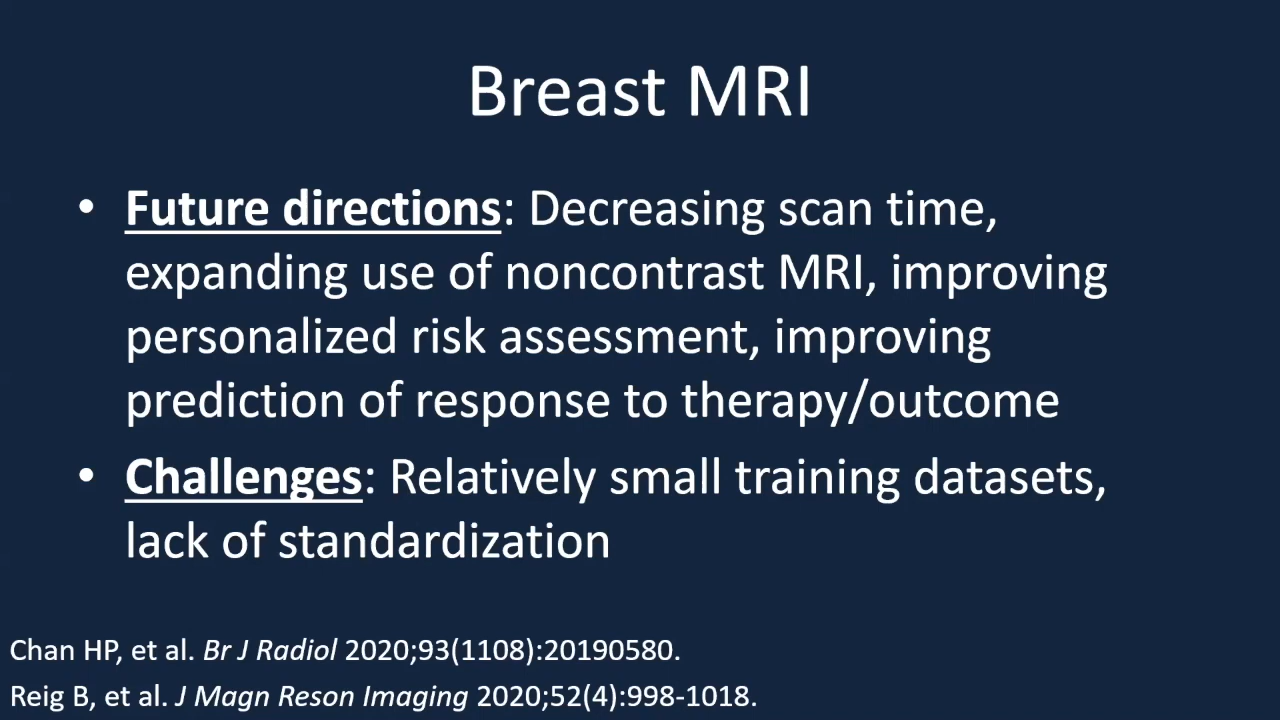 Breast MRI
• Future directions: Decreasing scan time,
expanding use of noncontrast MRI, improving
personalized risk assessment, improving
prediction of response to therapy/outcome
• Challenges: Relatively small training datasets,
lack of standardization
Chan HP, et al. Br J Radiol 2020;93(1108):20190580.
Reig B, et al. J Magn Reson Imaging 2020;52(4):998-1018.